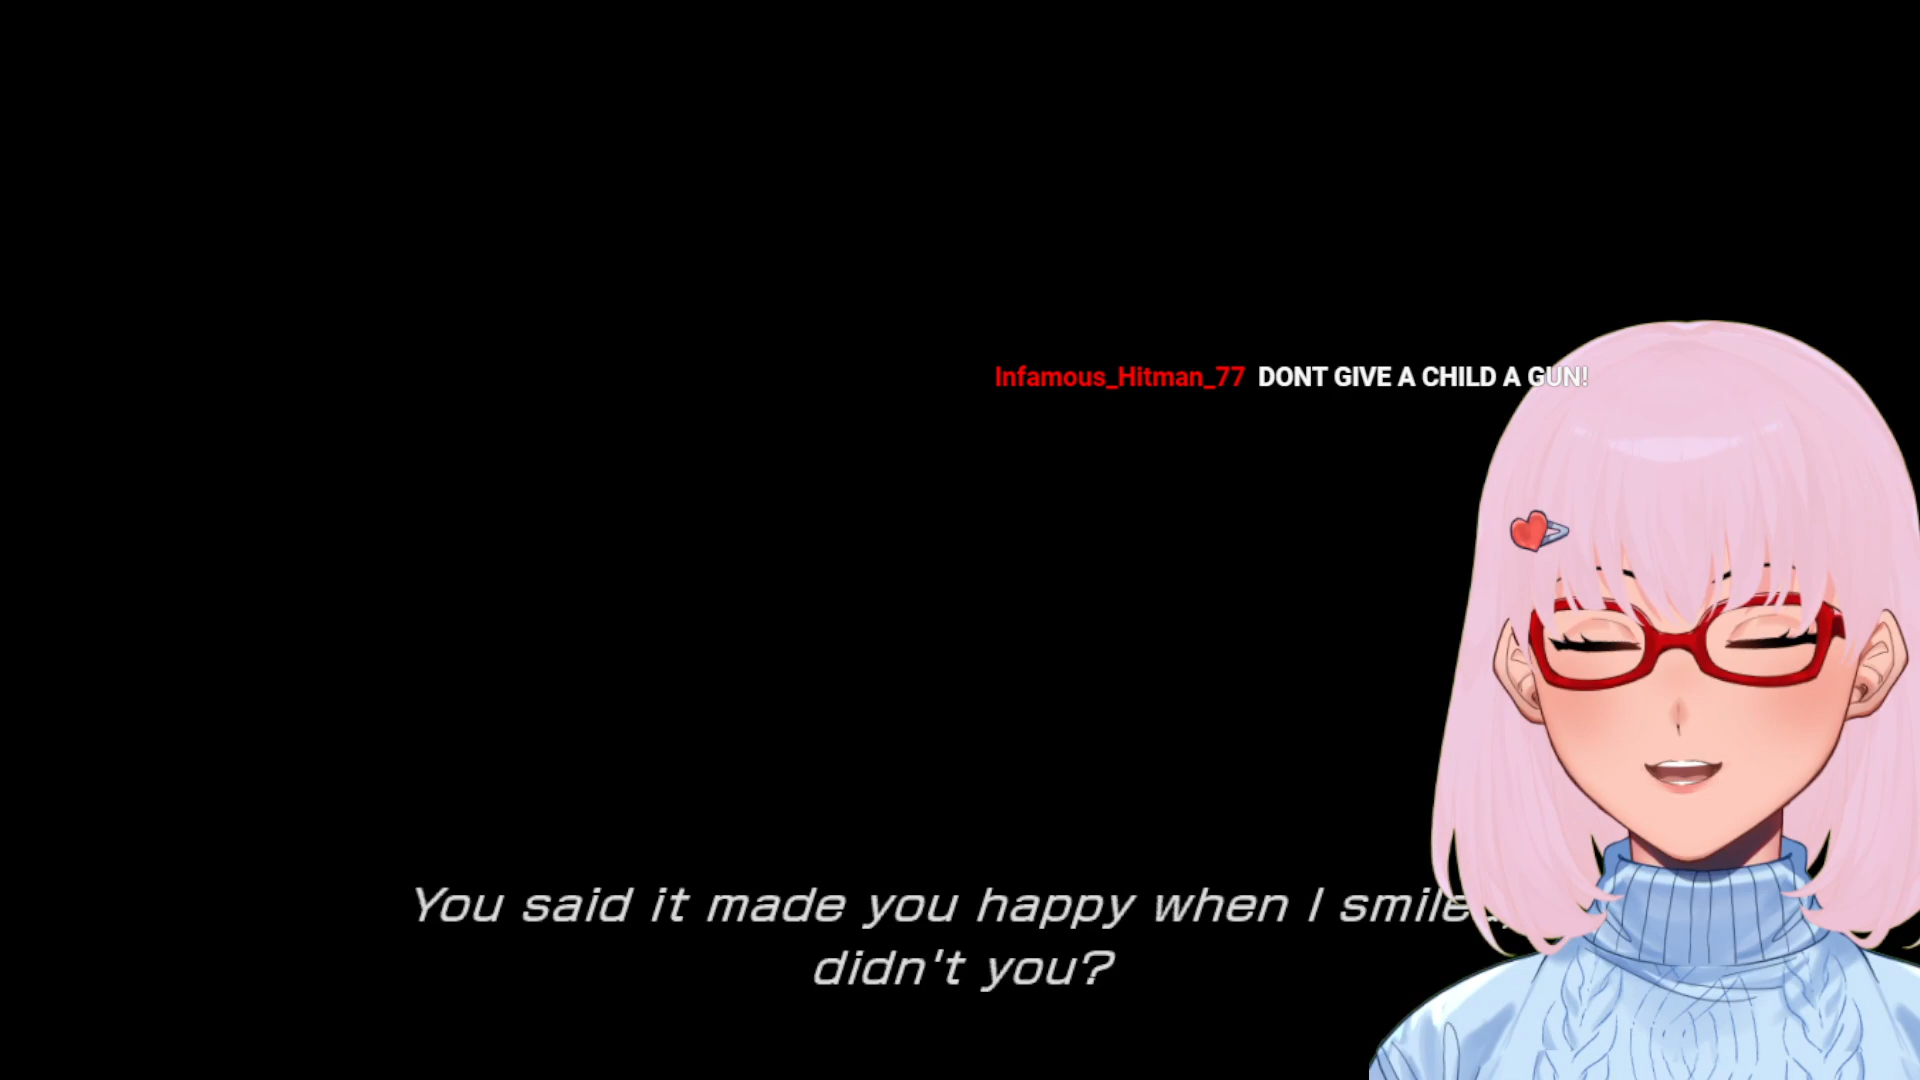 Infamous_Hitman_77 DONT GIVE A CHILD A GUN!
You said it made you happy when I smile
didn't you?